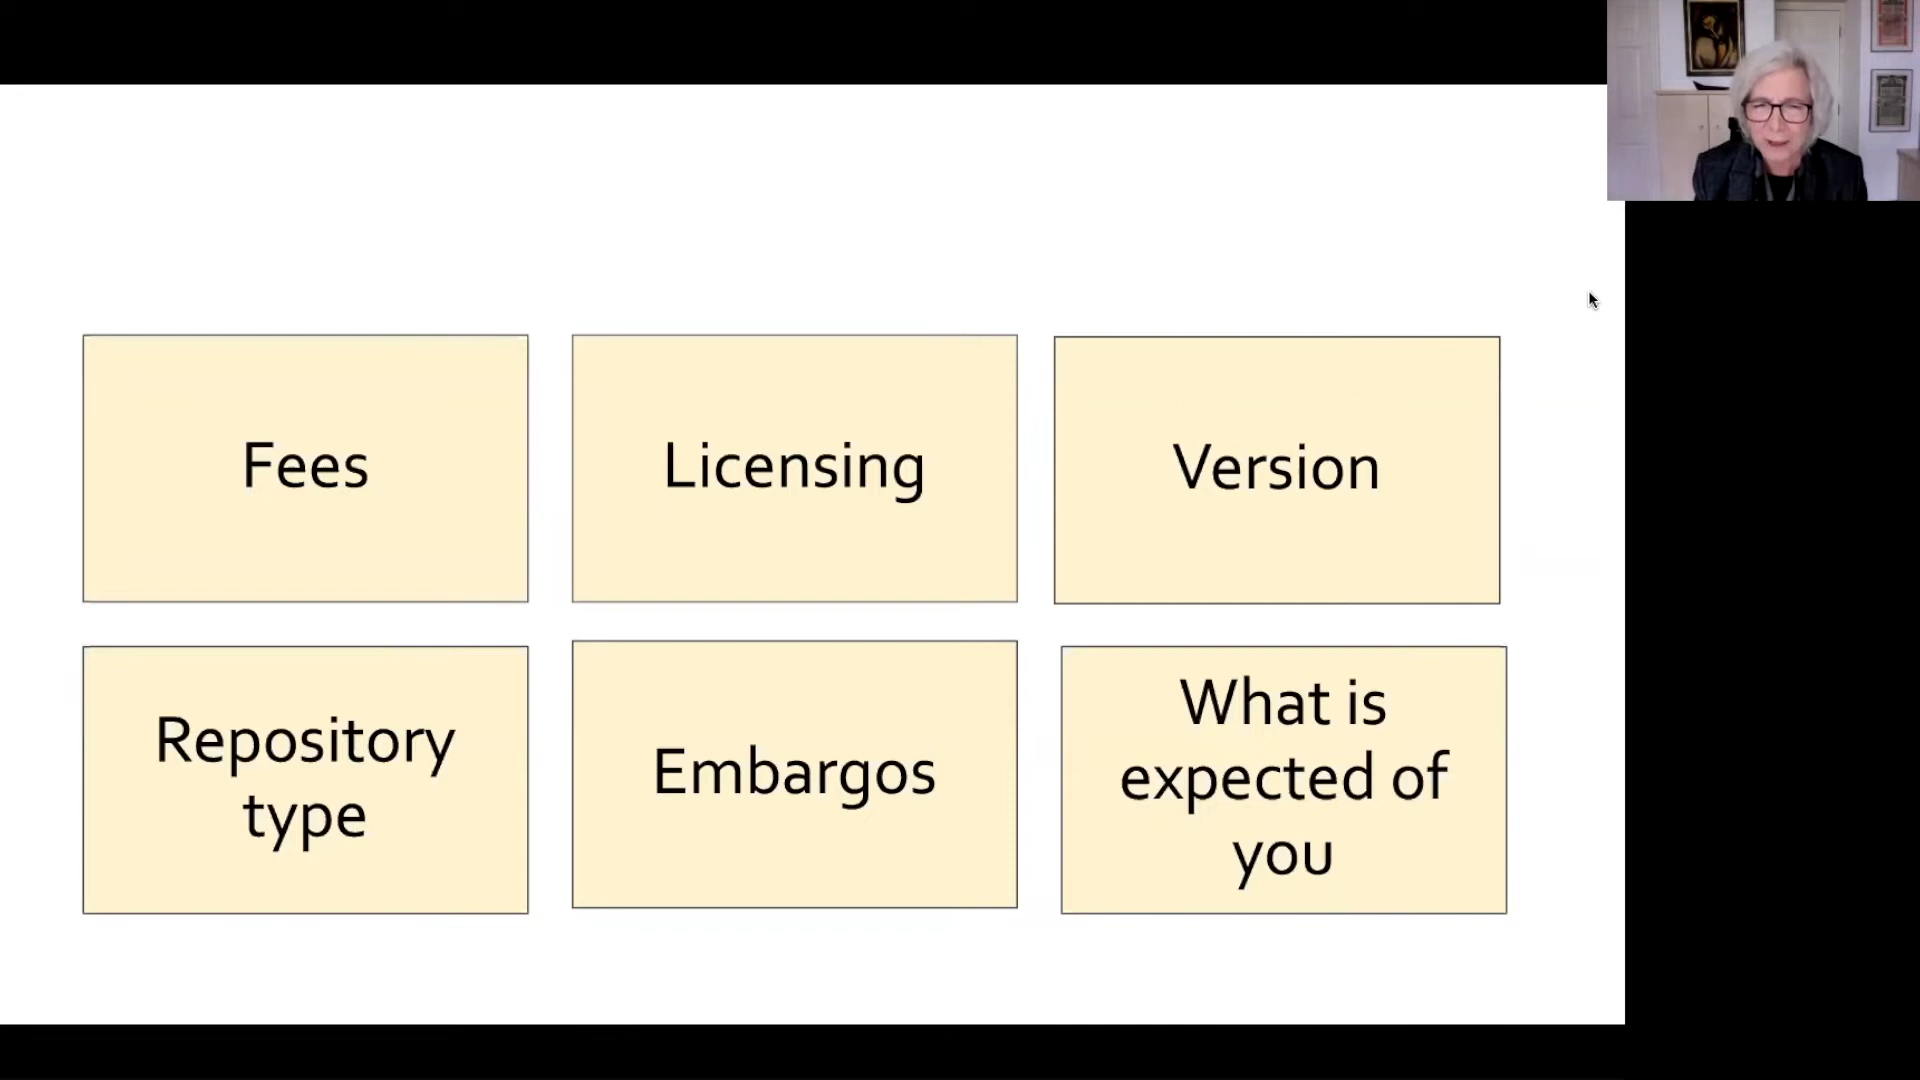 Fees
Licensing
Version
Repository
type
Embargos
What is
expected of
you